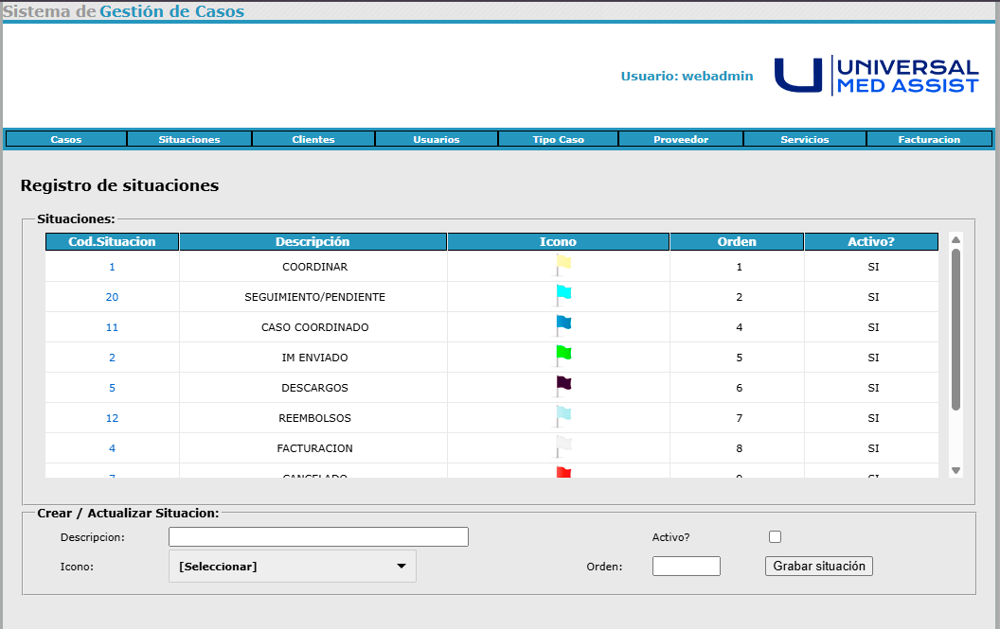 Sistema de Gestión de Casos
Usuario: webadmin
UNIVERSAL
MED ASSIST
Casos Situaciones Clientes Usuarios Tipo Caso Proveedor Servicios Facturacion
Registro de situaciones
Situaciones:
Cod.Situacion Descripción Icono Orden Activo?
1 COORDINAR 1 SI
20 SEGUIMIENTO/PENDIENTE 2 SI
11 CASO COORDINADO 4 SI
2 IM ENVIADO 5 SI
5 DESCARGOS 6 SI
12 REEMBOLSOS 7 SI
4 FACTURACION 8 SI
7 CANCELADO 9 SI
Crear / Actualizar Situacion:
Descripcion: Activo?
Icono: [Seleccionar] Orden: Grabar situación